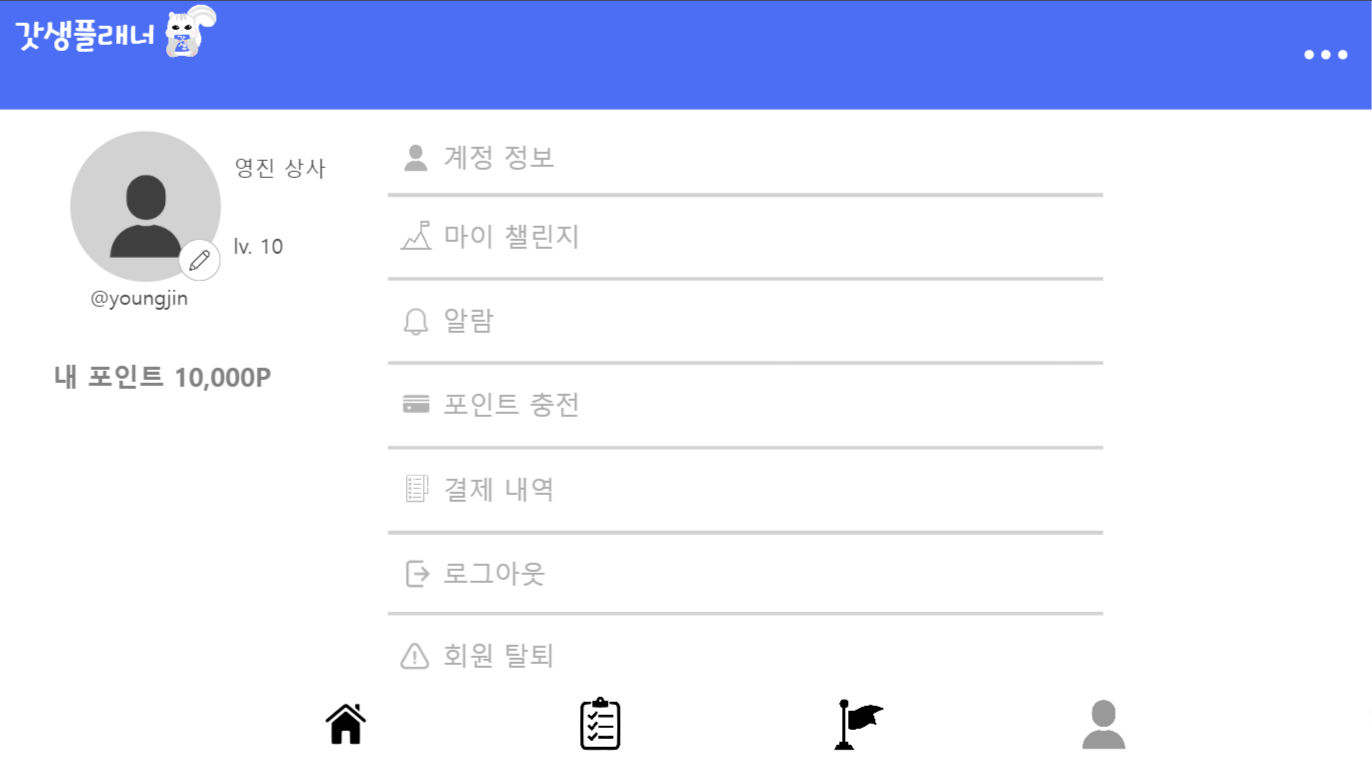 갓생플래너
영진 상사
lv. 10
@youngjin
내 포인트 10,000P
계정 정보
마이 챌린지
알람
포인트 충전
결제 내역
로그아웃
회원 탈퇴